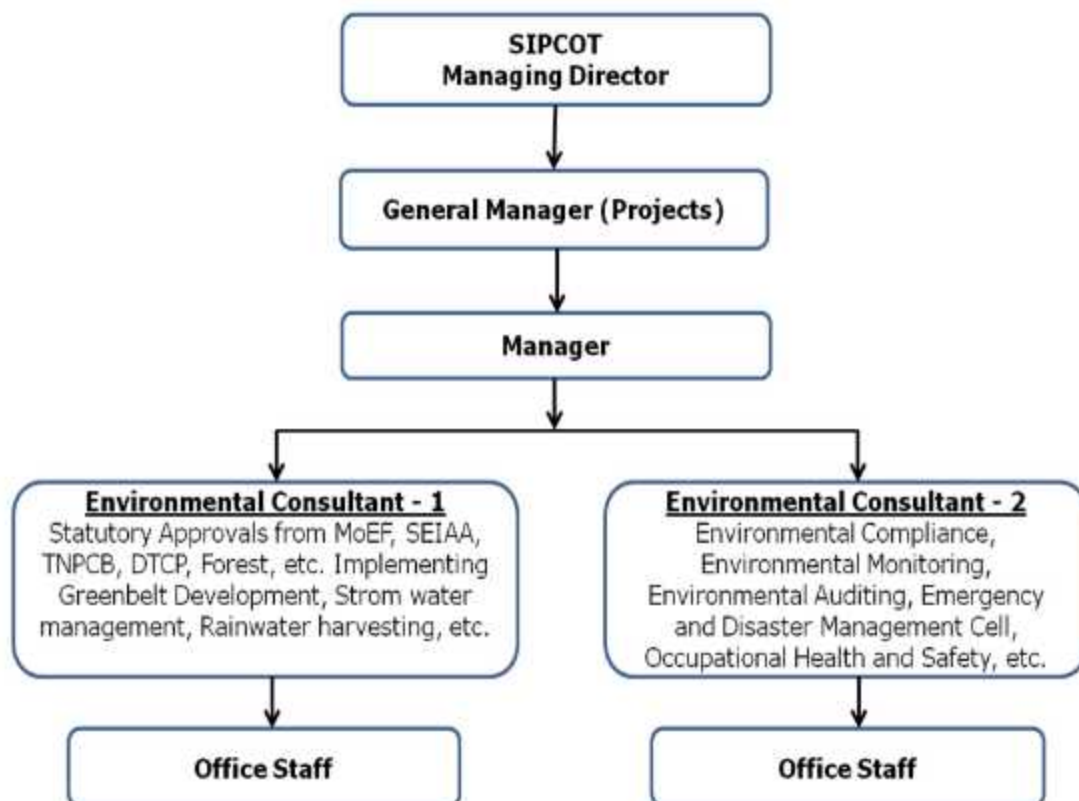 SIPCOT
Managing Director
General Manager (Projects)
Manager
Environmental Consultant - 1
Statutory Approvals from MoEF, SEIAA,
TNPCB, DTCP, Forest, etc. Implementing
Greenbelt Development, Strom water
management, Rainwater harvesting, etc.
Environmental Consultant - 2
Environmental Compliance,
Environmental Monitoring,
Environmental Auditing, Emergency
and Disaster Management Cell,
Occupational Health and Safety, etc.
Office Staff
Office Staff